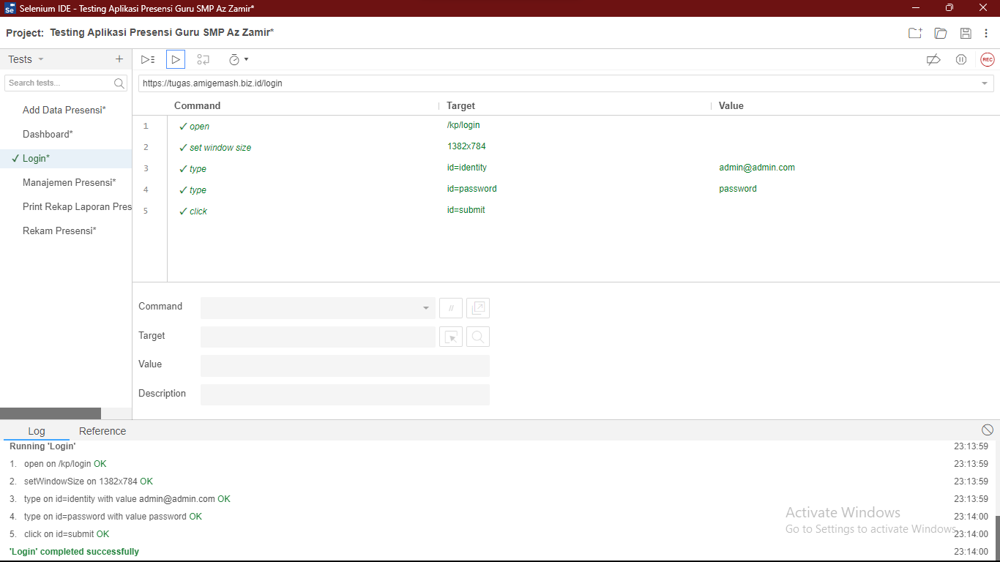 Selenium IDE - Testing Aplikasi Presensi Guru SMP Az Zamir*
Project: Testing Aplikasi Presensi Guru SMP Az Zamir*
Tests
REC
Search tests...
https://tugas.amigemash.biz.id/login
Command Target Value
Add Data Presensi*
Dashboard*
✓ Login*
Manajemen Presensi*
Print Rekap Laporan Pres
Rekam Presensi*
1 ✓ open /kp/login
2 ✓ set window size 1382x784
3 ✓ type id=identity admin@admin.com
4 ✓ type id=password password
5 ✓ click id=submit
Command //
Target
Value
Description
Log Reference
Running 'Login' 23:13:59
1. open on /kp/login OK 23:13:59
2. setWindowSize on 1382x784 OK 23:13:59
3. type on id=identity with value admin@admin.com OK 23:13:59
4. type on id=password with value password OK 23:14:00
5. click on id=submit OK 23:14:00
'Login' completed successfully 23:14:00
Activate Windows
Go to Settings to activate Windows.